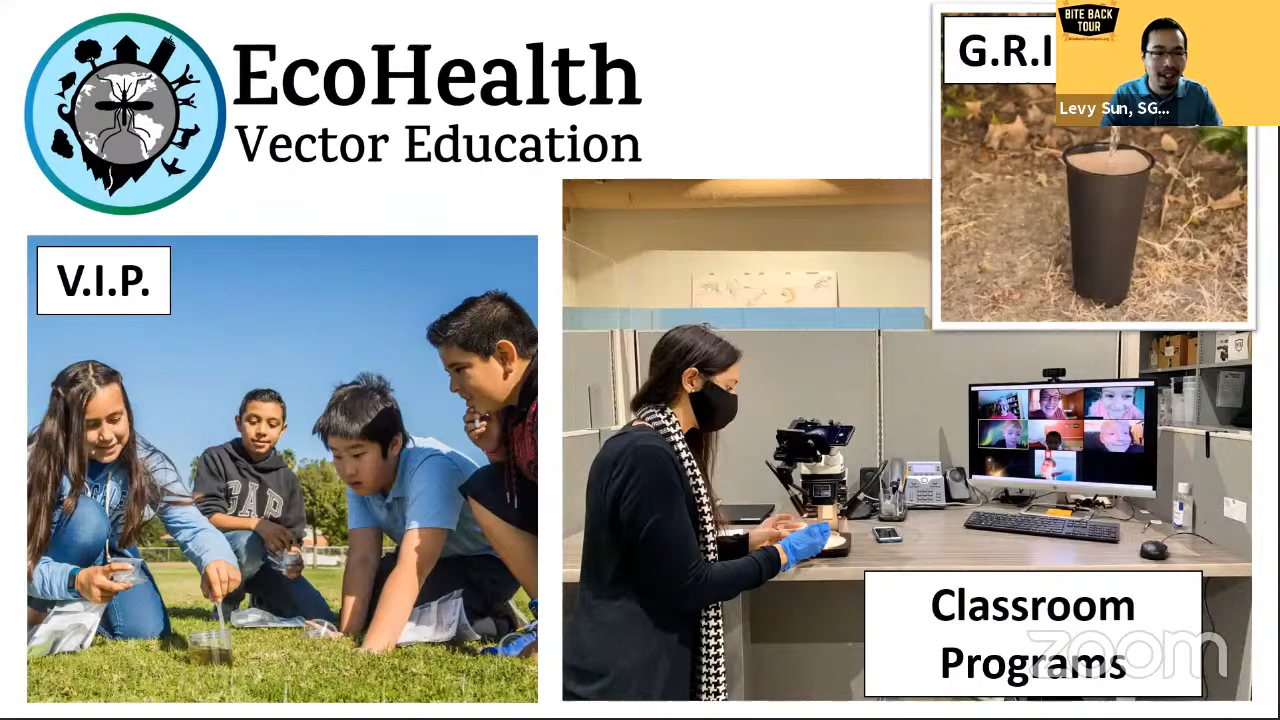 EcoHealth
Vector Education
G.R.I
BITE BACK
TOUR
Levy Sun, SG...
V.I.P.
GAP
Classroom
Programs
zoom